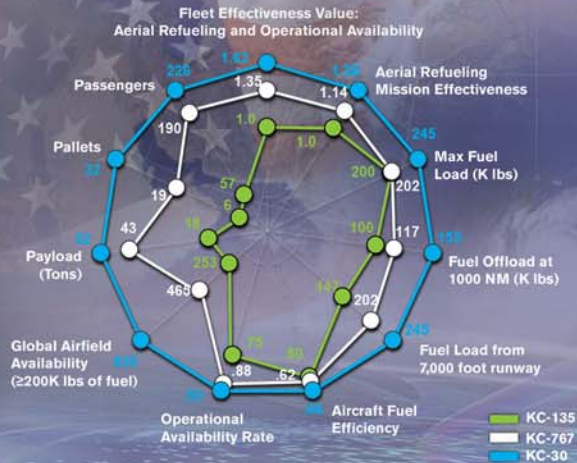 Fleet Effectiveness Value:
Aerial Refueling and Operational Availability
Passengers
226
1.63
1.35
1.14
Aerial Refueling
Mission Effectiveness
190
1.0
1.0
245
Pallets
32
19
57
6
200
202
Max Fuel
Load (K lbs)
Payload
(Tons)
43
18
253
100
117
Fuel Offload at
1000 NM (K lbs)
465
147
202
245
Global Airfield
Availability
(≥200K lbs of fuel)
75
.88
.62
Fuel Load from
7,000 foot runway
Operational
Availability Rate
Aircraft Fuel
Efficiency
KC-135
KC-767
KC-30